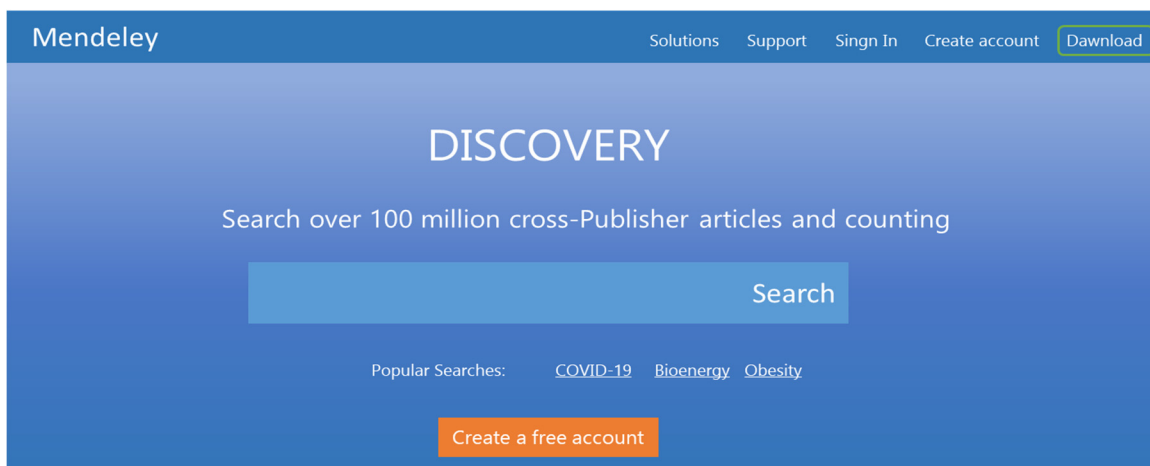 Mendeley
Solutions Support Singn In Create account Dawnload
DISCOVERY
Search over 100 million cross-Publisher articles and counting
Search
Popular Searches: COVID-19 Bioenergy Obesity
Create a free account